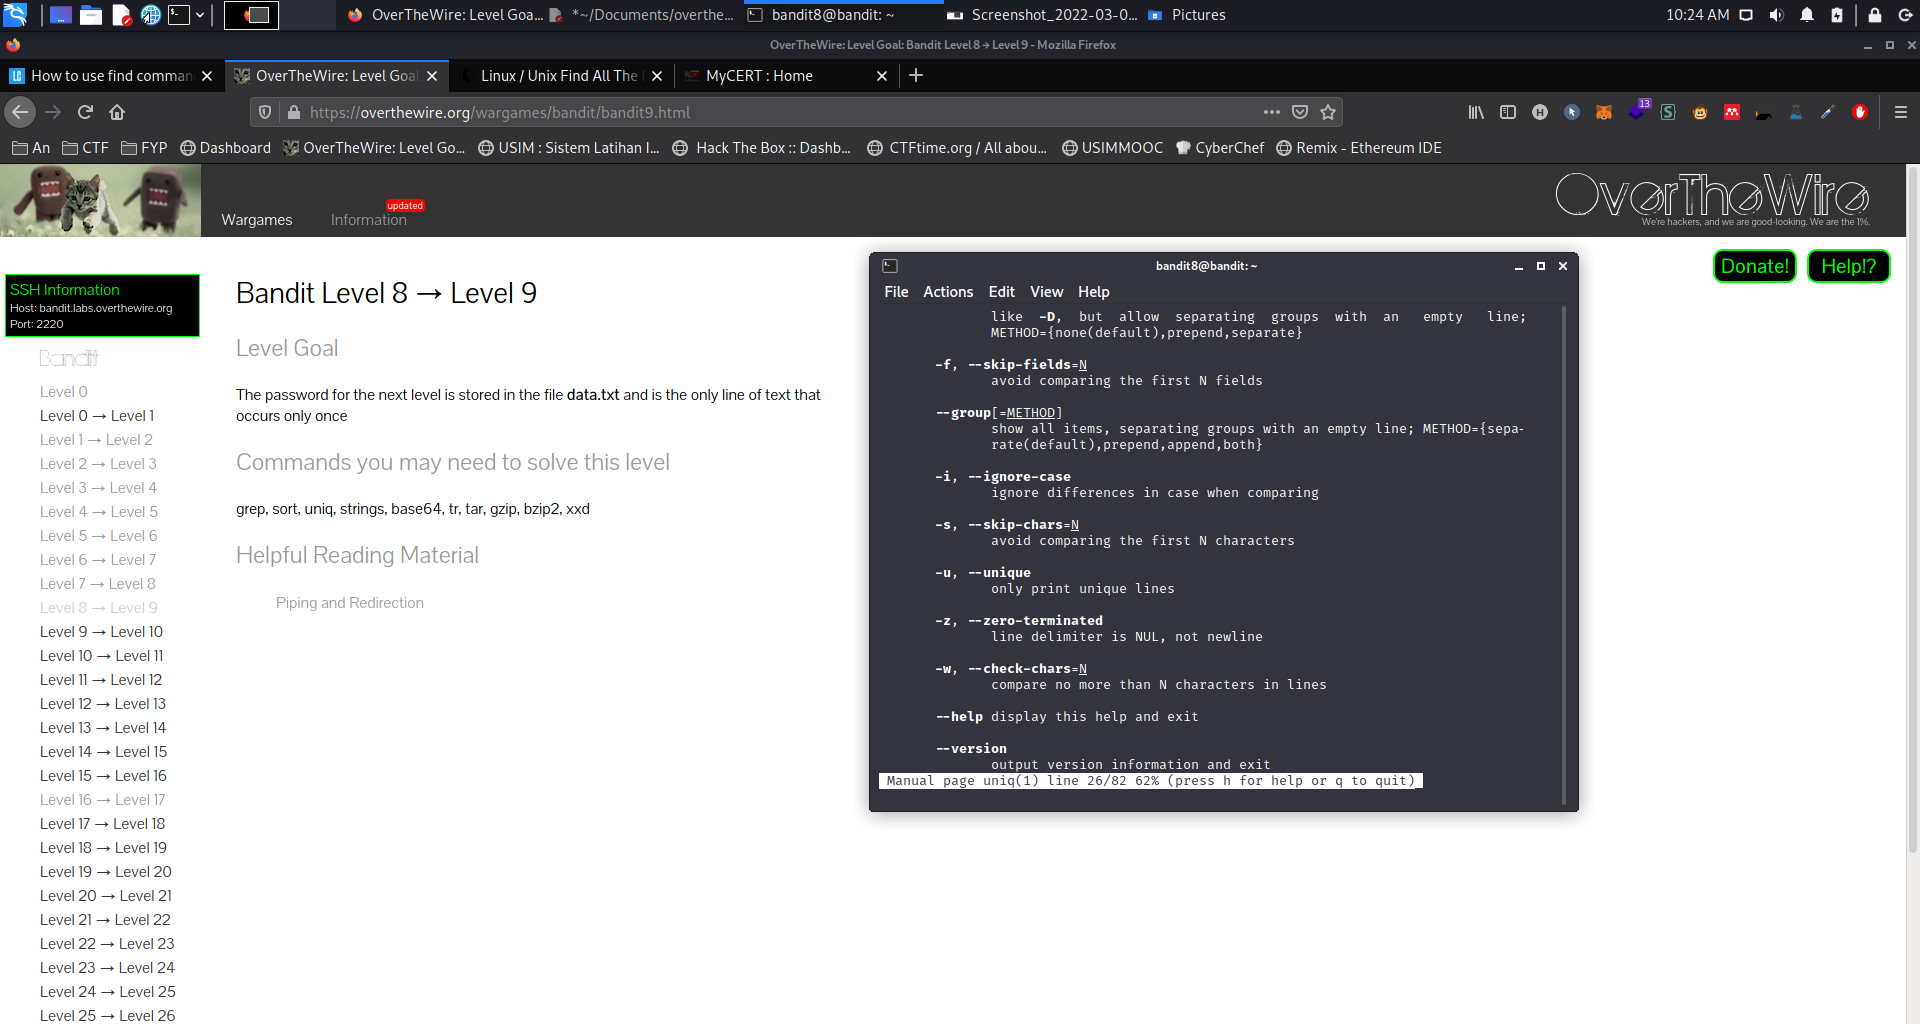 OverTheWire: Level Goa...
*~/Documents/overthe...
bandit8@bandit: ~
Screenshot_2022-03-0...
Pictures
10:24 AM
OverTheWire: Level Goal: Bandit Level 8 → Level 9 - Mozilla Firefox
How to use find comman
OverTheWire: Level Goal
Linux / Unix Find All The
MyCERT : Home
https://overthewire.org/wargames/bandit/bandit9.html
13
An
CTF
FYP
Dashboard
OverTheWire: Level Go...
USIM : Sistem Latihan I...
Hack The Box :: Dashb...
CTFtime.org / All abou...
USIMMOOC
CyberChef
Remix - Ethereum IDE
Wargames
Information
updated
OverTheWire
We're hackers, and we are good-looking. We are the 1%.
Donate!
Help!?
SSH Information
Host: bandit.labs.overthewire.org
Port: 2220
Bandit
Level 0
Level 0 → Level 1
Level 1 → Level 2
Level 2 → Level 3
Level 3 → Level 4
Level 4 → Level 5
Level 5 → Level 6
Level 6 → Level 7
Level 7 → Level 8
Level 8 → Level 9
Level 9 → Level 10
Level 10 → Level 11
Level 11 → Level 12
Level 12 → Level 13
Level 13 → Level 14
Level 14 → Level 15
Level 15 → Level 16
Level 16 → Level 17
Level 17 → Level 18
Level 18 → Level 19
Level 19 → Level 20
Level 20 → Level 21
Level 21 → Level 22
Level 22 → Level 23
Level 23 → Level 24
Level 24 → Level 25
Level 25 → Level 26
Bandit Level 8 → Level 9
Level Goal
The password for the next level is stored in the file data.txt and is the only line of text that
occurs only once
Commands you may need to solve this level
grep, sort, uniq, strings, base64, tr, tar, gzip, bzip2, xxd
Helpful Reading Material
Piping and Redirection
bandit8@bandit: ~
File Actions Edit View Help
like -D, but allow separating groups with an empty line;
METHOD={none(default),prepend,separate}
-f, --skip-fields=N
avoid comparing the first N fields
--group[=METHOD]
show all items, separating groups with an empty line; METHOD={sepa-
rate(default),prepend,append,both}
-i, --ignore-case
ignore differences in case when comparing
-s, --skip-chars=N
avoid comparing the first N characters
-u, --unique
only print unique lines
-z, --zero-terminated
line delimiter is NUL, not newline
-w, --check-chars=N
compare no more than N characters in lines
--help display this help and exit
--version
output version information and exit
Manual page uniq(1) line 26/82 62% (press h for help or q to quit)